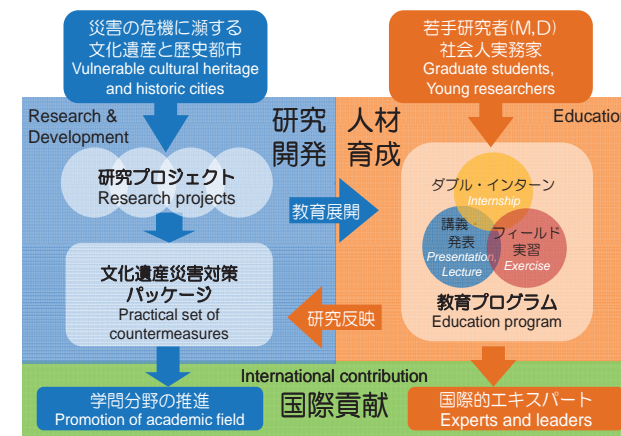 災害の危機に瀕する
文化遺産と歴史都市
Vulnerable cultural heritage
and historic cities
若手研究者(M,D)
社会人実務家
Graduate students,
Young researchers
Research &
Development
研究
開発
人材
育成
Education
研究プロジェクト
Research projects
教育展開
ダブル・インターン
Internship
講義・
発表
Presentation,
Lecture
フィールド
実習
Exercise
文化遺産災害対策
パッケージ
Practical set of
countermeasures
研究反映
教育プログラム
Education program
International contribution
国際貢献
学問分野の推進
Promotion of academic field
国際的エキスパート
Experts and leaders